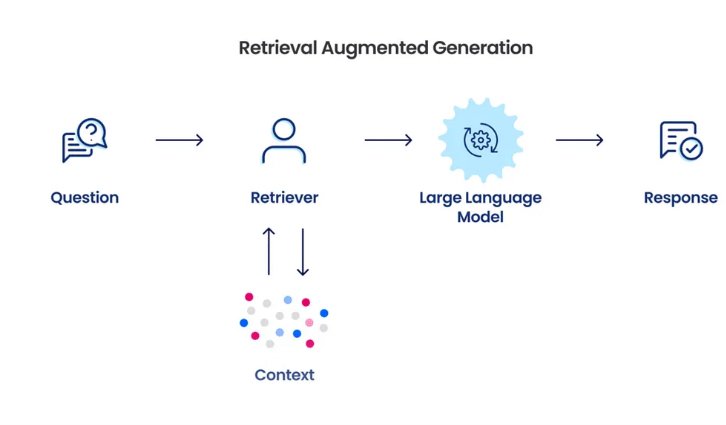 Retrieval Augmented Generation
?
Question
Retriever
Large Language
Model
Response
Context